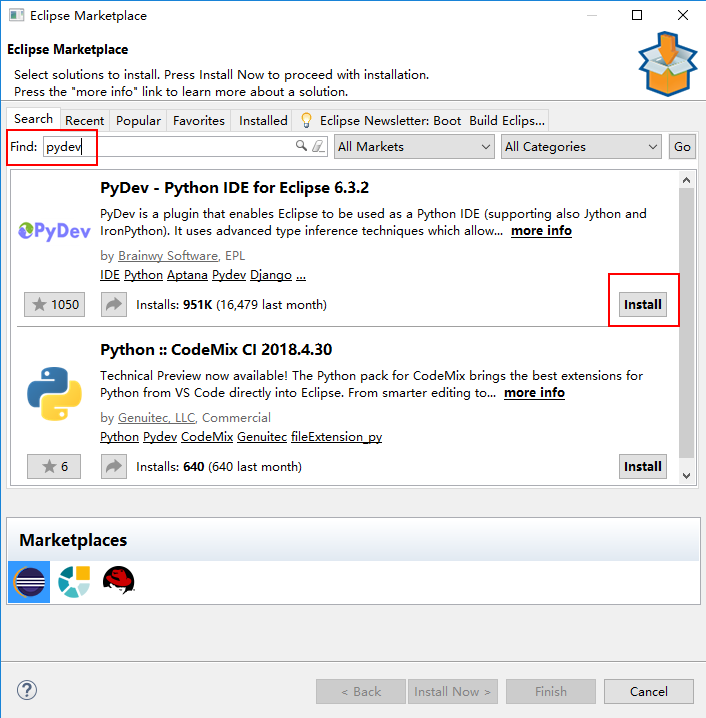 Eclipse Marketplace
Eclipse Marketplace
Select solutions to install. Press Install Now to proceed with installation.
Press the "more info" link to learn more about a solution.
Search Recent Popular Favorites Installed Eclipse Newsletter: Boot Build Eclips...
Find: pydev All Markets All Categories Go
PyDev - Python IDE for Eclipse 6.3.2
PyDev is a plugin that enables Eclipse to be used as a Python IDE (supporting also Jython and
PyDev
IronPython). It uses advanced type inference techniques which allow... more info
by Brainwy Software, EPL
IDE Python Aptana Pydev Django ...
1050 Installs: 951K (16,479 last month) Install
Python :: CodeMix CI 2018.4.30
Technical Preview now available! The Python pack for CodeMix brings the best extensions for
Python from VS Code directly into Eclipse. From smarter editing to... more info
by Genuitec, LLC, Commercial
Python Pydev CodeMix Genuitec fileExtension_py
6 Installs: 640 (640 last month) Install
Marketplaces
? < Back Install Now > Finish Cancel